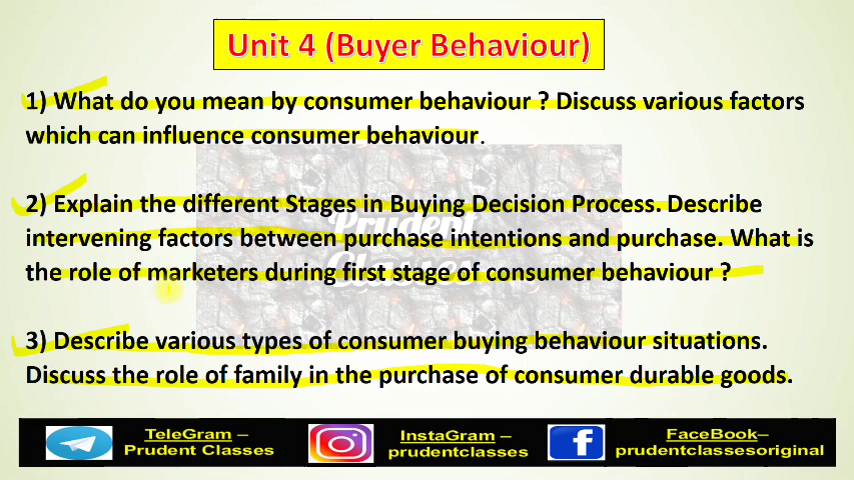 Unit 4 (Buyer Behaviour)
1) What do you mean by consumer behaviour ? Discuss various factors
which can influence consumer behaviour.
2) Explain the different Stages in Buying Decision Process. Describe
intervening factors between purchase intentions and purchase. What is
the role of marketers during first stage of consumer behaviour ?
3) Describe various types of consumer buying behaviour situations.
Discuss the role of family in the purchase of consumer durable goods.
Prudent
Classes
TeleGram –
Prudent Classes
InstaGram –
prudentclasses
FaceBook–
prudentclassesoriginal